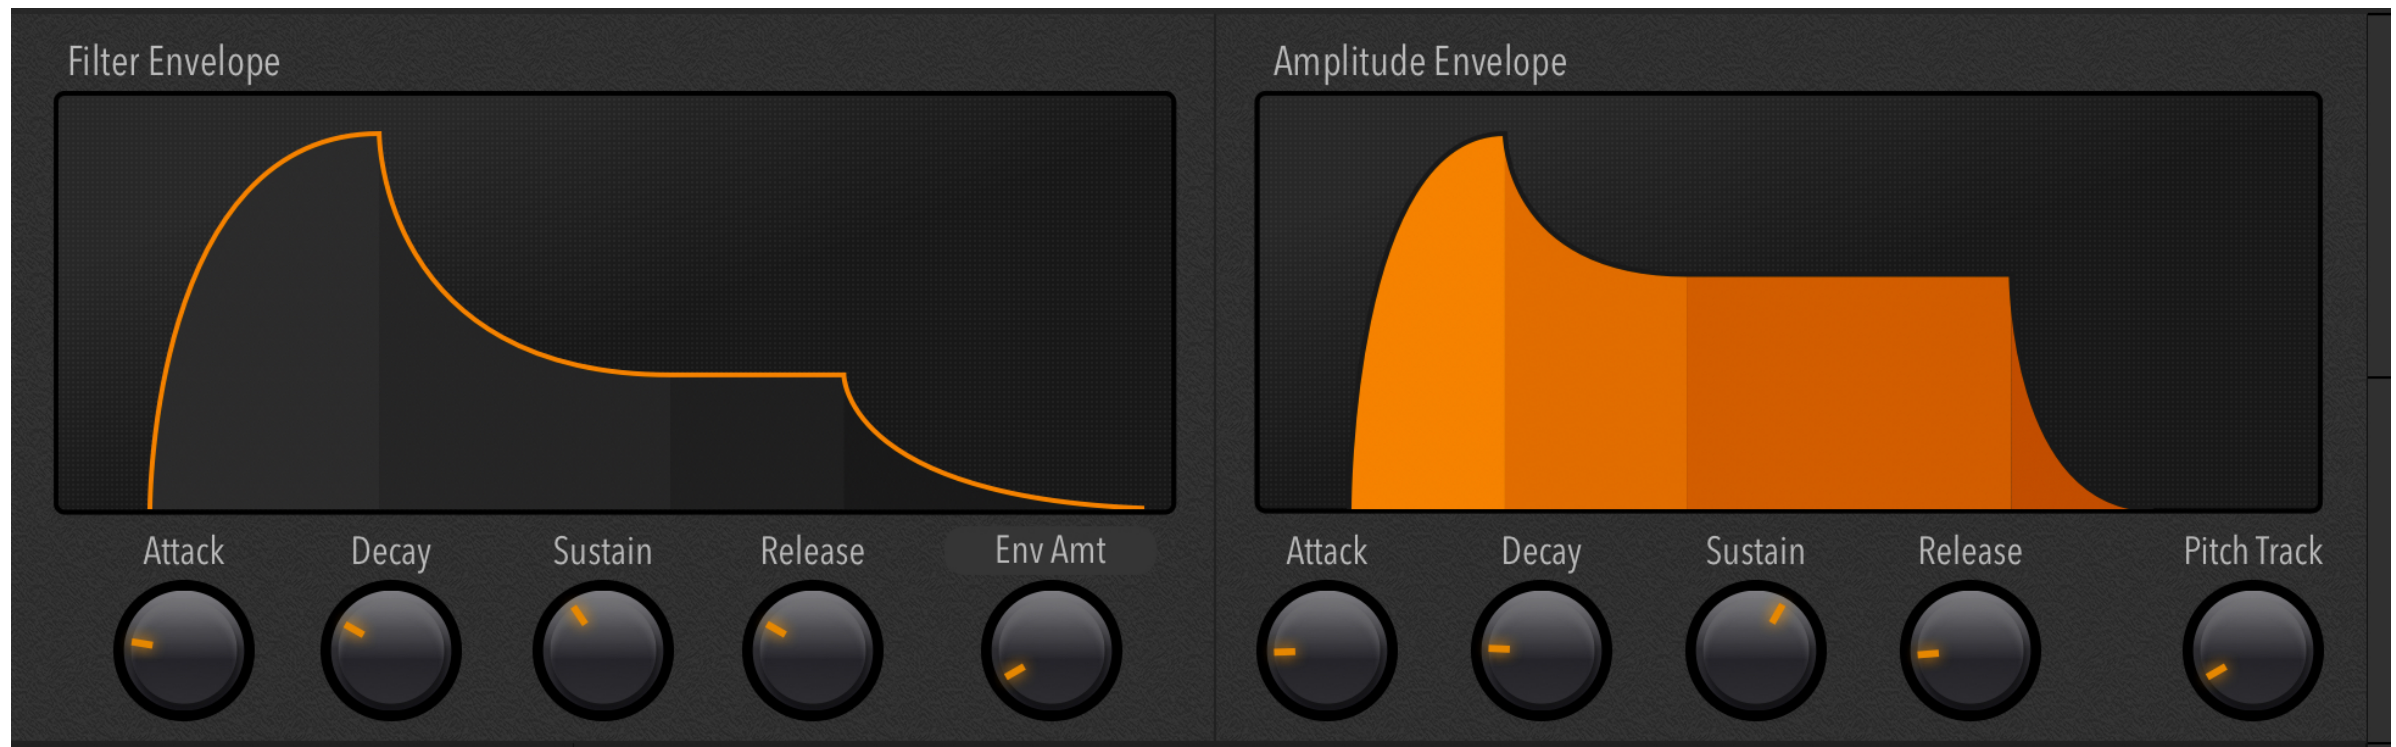 Filter Envelope
Attack
Decay
Sustain
Release
Env Amt
Amplitude Envelope
Attack
Decay
Sustain
Release
Pitch Track